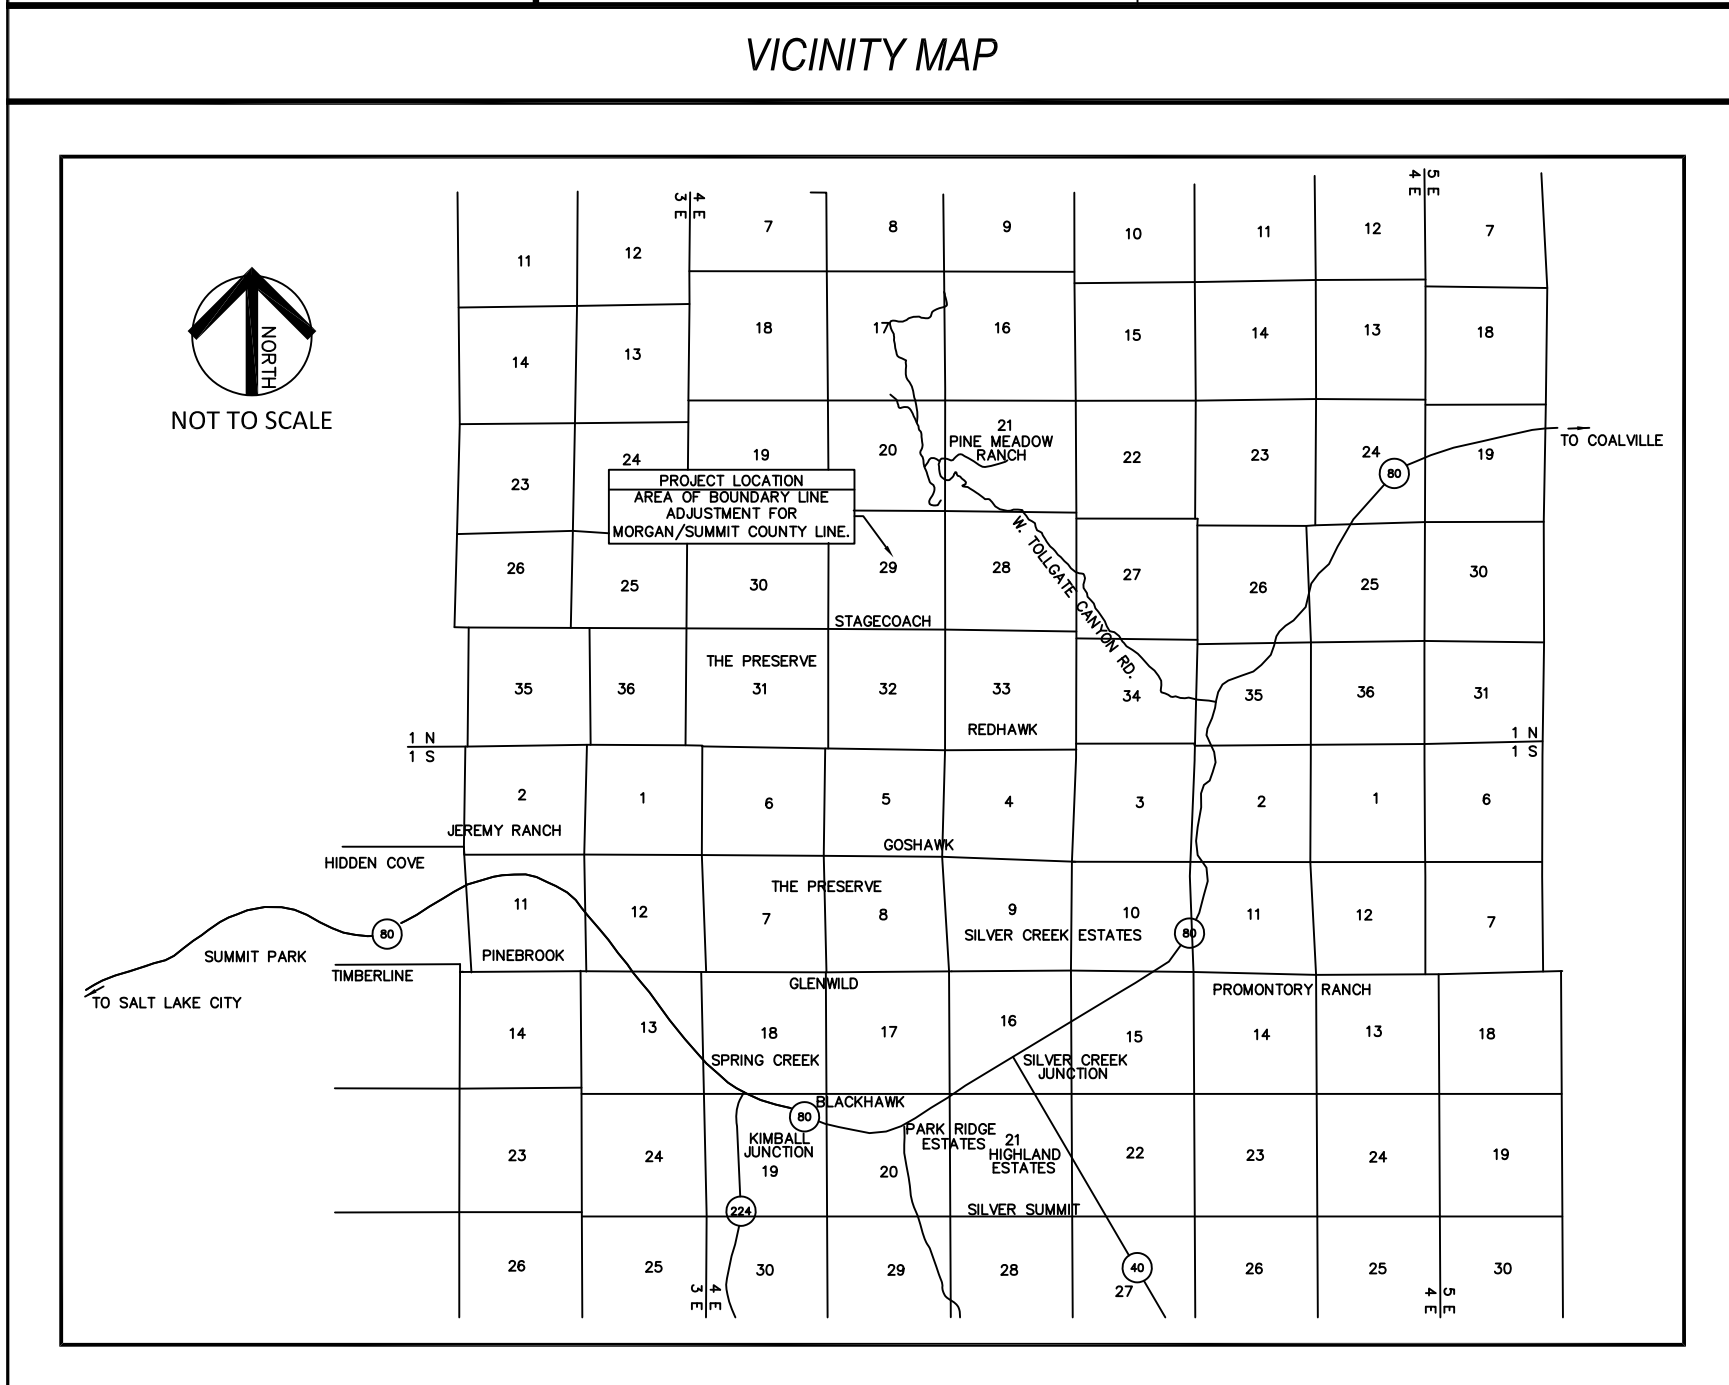 VICINITY MAP
NORTH
NOT TO SCALE
3 E
4 E
4 E
5 E
11 12 7 8 9 10 11 12 7
14 13 18 17 16 15 14 13 18
23 24 19 20 21 22 23 24 19
PINE MEADOW
RANCH
80
TO COALVILLE
PROJECT LOCATION
AREA OF BOUNDARY LINE
ADJUSTMENT FOR
MORGAN/SUMMIT COUNTY LINE.
W. TOLLGATE CANYON RD.
26 25 30 29 28 27 26 25 30
STAGECOACH
THE PRESERVE
35 36 31 32 33 34 35 36 31
REDHAWK
1 N
1 S
1 N
1 S
2 1 6 5 4 3 2 1 6
JEREMY RANCH
GOSHAWK
HIDDEN COVE
THE PRESERVE
11 12 7 8 9 10 11 12 7
80
SILVER CREEK ESTATES
80
SUMMIT PARK
PINEBROOK
TIMBERLINE
GLENWILD
PROMONTORY RANCH
TO SALT LAKE CITY
14 13 18 17 16 15 14 13 18
SPRING CREEK
SILVER CREEK
JUNCTION
BLACKHAWK
80
KIMBALL
JUNCTION
PARK RIDGE
ESTATES
23 24 19 20 21 22 23 24 19
HIGHLAND
ESTATES
224
SILVER SUMMIT
26 25 30 29 28 27 26 25 30
40
3 E
4 E
4 E
5 E